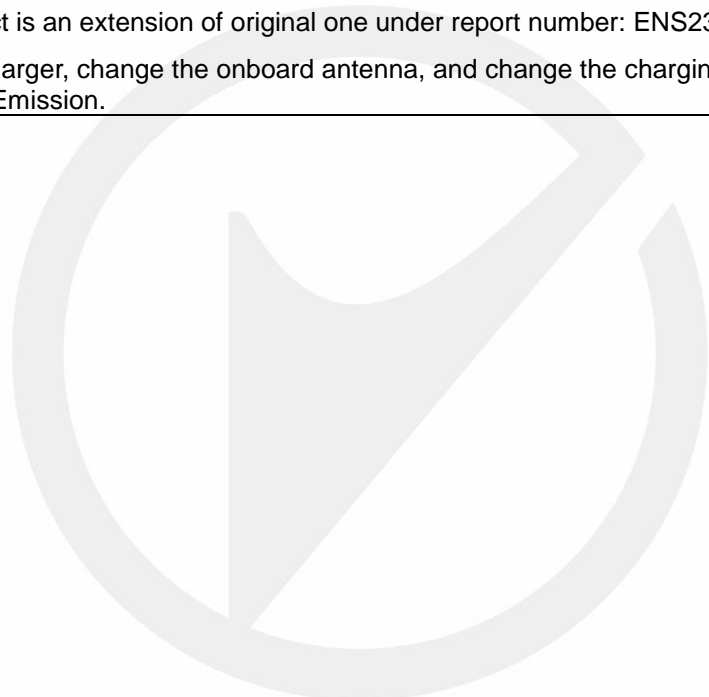 ct is an extension of original one under report number: ENS23
arger, change the onboard antenna, and change the chargin
Emission.